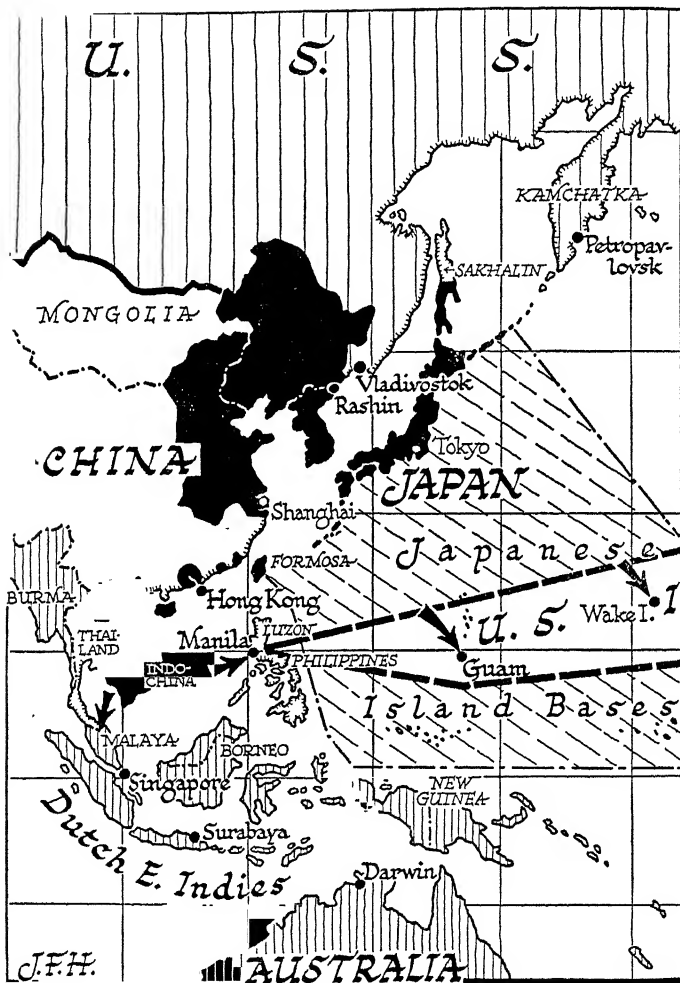 U. S. S.
KAMCHATKA
Petropav-
lovsk
SAKHALIN
MONGOLIA
Vladivostok
Rashin
CHINA
Tokyo
JAPAN
Shanghai
FORMOSA
Japanese
BURMA
Hong Kong
Wake I.
I
U. S.
THAI-
LAND
Manila
LUZON
INDO-
CHINA
PHILIPPINES
Guam
Island Bases
MALAYA
BORNEO
Singapore
NEW
GUINEA
Surabaya
Dutch E. Indies
Darwin
J.F.H.
AUSTRALIA